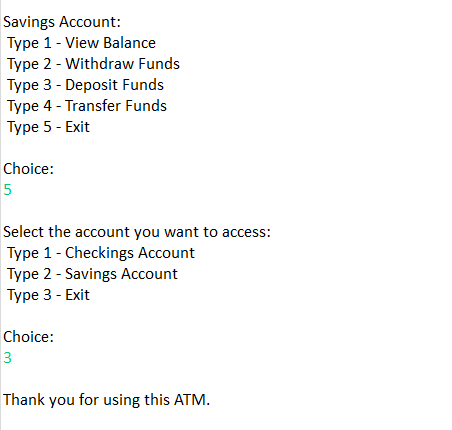 Savings Account:
Type 1 - View Balance
Type 2 - Withdraw Funds
Type 3 - Deposit Funds
Type 4 - Transfer Funds
Type 5 - Exit
Choice:
5
Select the account you want to access:
Type 1 - Checkings Account
Type 2 - Savings Account
Type 3 - Exit
Choice:
3
Thank you for using this ATM.